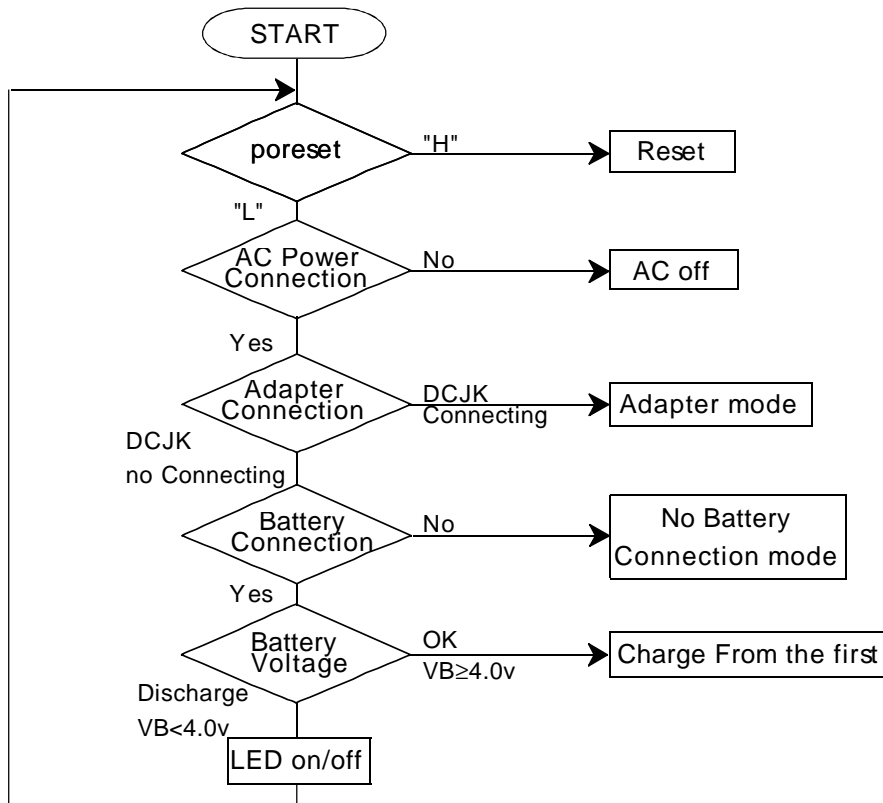 START
poreset
"H"
Reset
"L"
AC Power
Connection
No
AC off
Yes
Adapter
Connection
DCJK
Connecting
Adapter mode
DCJK
no Connecting
Battery
Connection
No
No Battery
Connection mode
Yes
Battery
Voltage
OK
VB≥4.0v
Charge From the first
Discharge
VB<4.0v
LED on/off